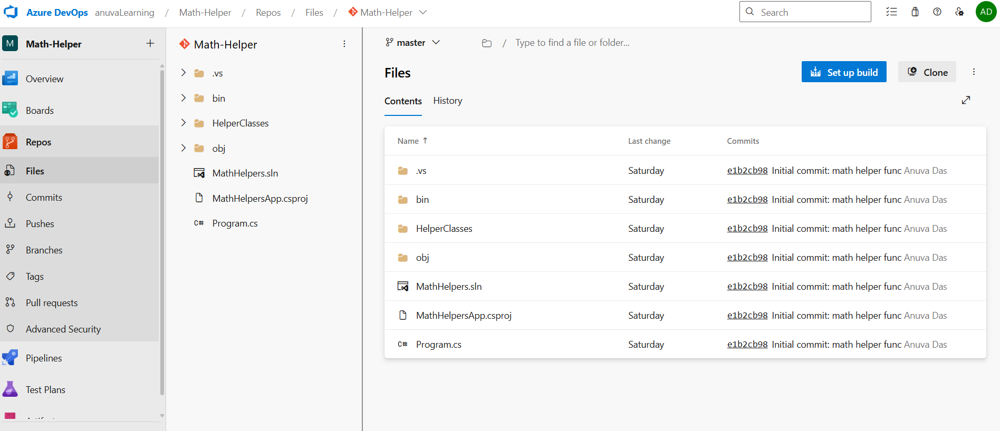 Azure DevOps anuvaLearning / Math-Helper / Repos / Files / Math-Helper
Search
AD
M Math-Helper +
Overview
Boards
Repos
Files
Commits
Pushes
Branches
Tags
Pull requests
Advanced Security
Pipelines
Test Plans
Math-Helper
.vs
bin
HelperClasses
obj
MathHelpers.sln
MathHelpersApp.csproj
C# Program.cs
master / Type to find a file or folder...
Files
Set up build
Clone
Contents History
Name ↑ Last change Commits
.vs Saturday e1b2cb98 Initial commit: math helper func Anuva Das
bin Saturday e1b2cb98 Initial commit: math helper func Anuva Das
HelperClasses Saturday e1b2cb98 Initial commit: math helper func Anuva Das
obj Saturday e1b2cb98 Initial commit: math helper func Anuva Das
MathHelpers.sln Saturday e1b2cb98 Initial commit: math helper func Anuva Das
MathHelpersApp.csproj Saturday e1b2cb98 Initial commit: math helper func Anuva Das
C# Program.cs Saturday e1b2cb98 Initial commit: math helper func Anuva Das